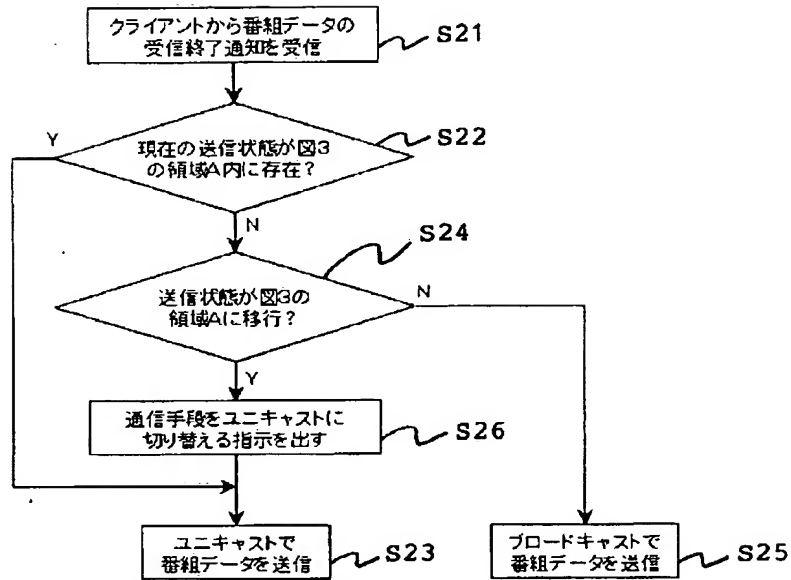 クライアントから番組データの
受信終了通知を受信
S21
Y
現在の送信状態が図3
の領域A内に存在？
S22
N
S24
送信状態が図3の
領域Aに移行？
N
Y
通信手段をユニキャストに
切り替える指示を出す
S26
ユニキャストで
番組データを送信
S23
ブロードキャストで
番組データを送信
S25